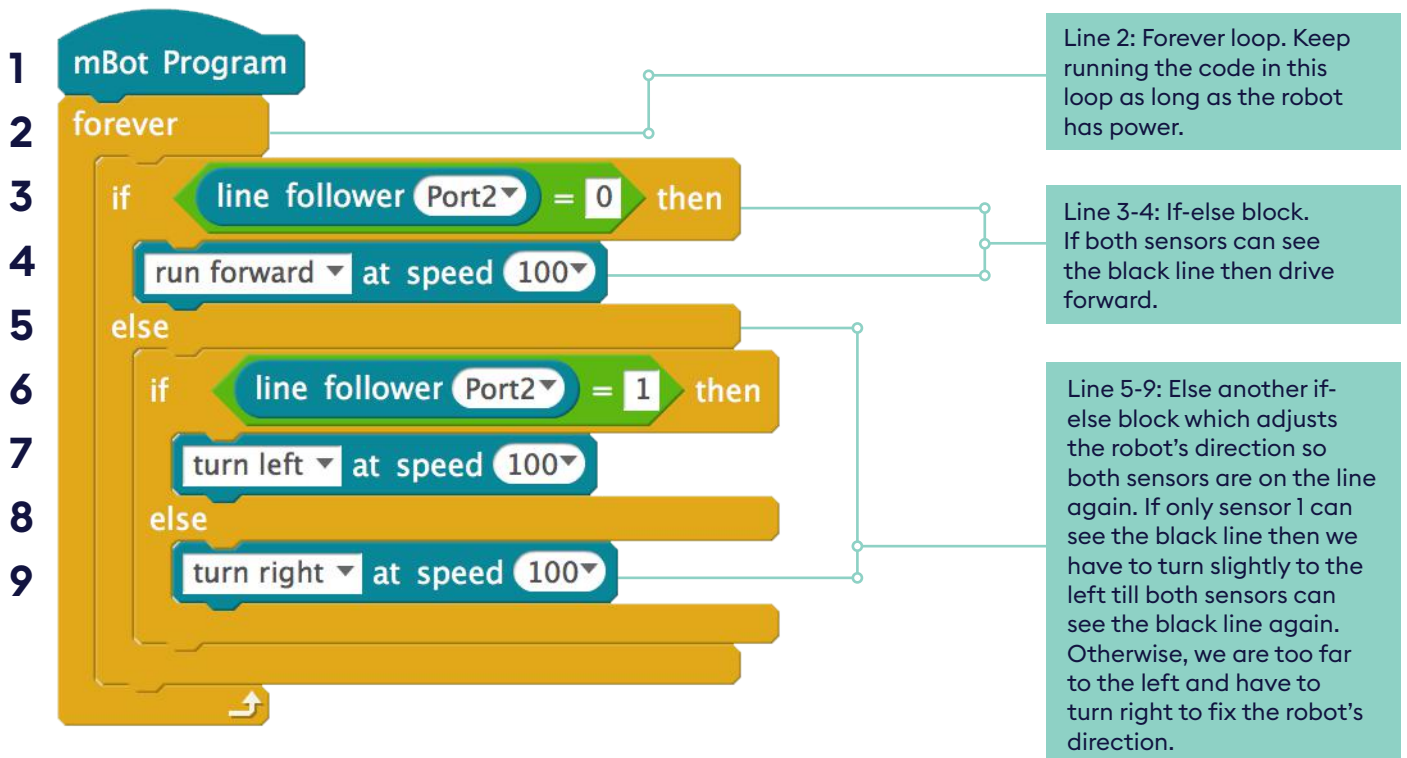 1
mBot Program
2
forever
3
if line follower Port2 = 0 then
4
run forward at speed 100
5
else
6
if line follower Port2 = 1 then
7
turn left at speed 100
8
else
9
turn right at speed 100
Line 2: Forever loop. Keep
running the code in this
loop as long as the robot
has power.
Line 3-4: If-else block.
If both sensors can see
the black line then drive
forward.
Line 5-9: Else another if-
else block which adjusts
the robot's direction so
both sensors are on the line
again. If only sensor 1 can
see the black line then we
have to turn slightly to the
left till both sensors can
see the black line again.
Otherwise, we are too far
to the left and have to
turn right to fix the robot's
direction.